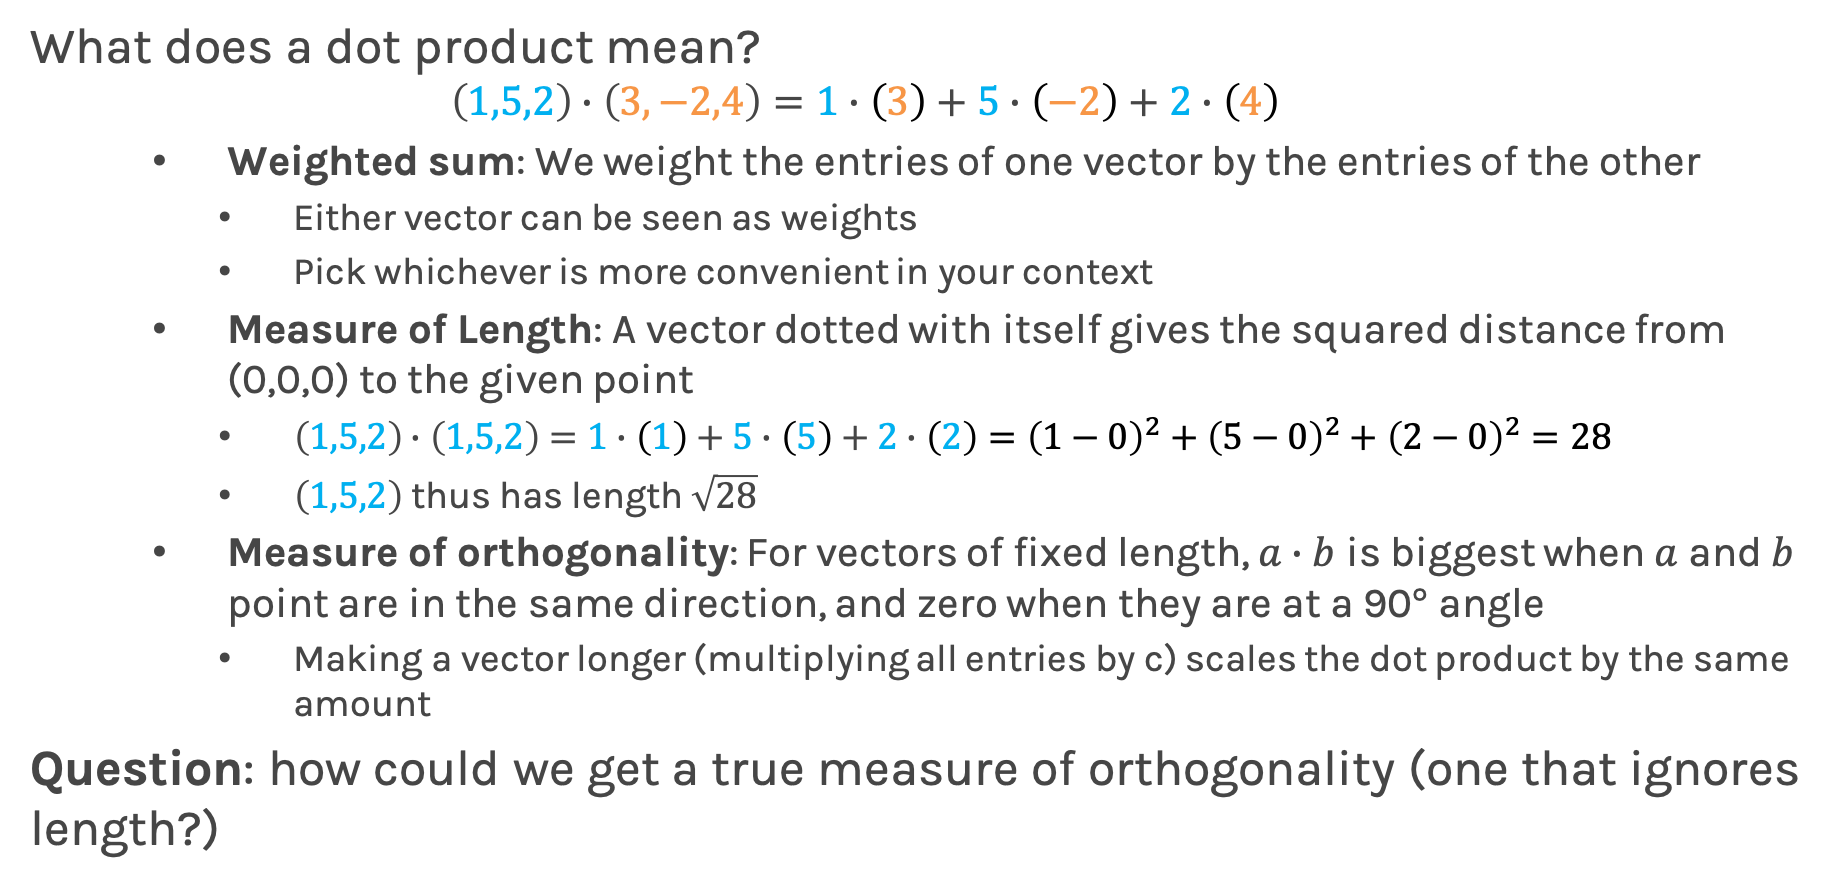 What does a dot product mean?
(1,5,2) · (3, −2,4) = 1 · (3) + 5 · (−2) + 2 · (4)
• Weighted sum: We weight the entries of one vector by the entries of the other
• Either vector can be seen as weights
• Pick whichever is more convenient in your context
• Measure of Length: A vector dotted with itself gives the squared distance from
(0,0,0) to the given point
• (1,5,2) · (1,5,2) = 1 · (1) + 5 · (5) + 2 · (2) = (1 − 0)² + (5 − 0)² + (2 − 0)² = 28
• (1,5,2) thus has length √28
• Measure of orthogonality: For vectors of fixed length, a · b is biggest when a and b
point are in the same direction, and zero when they are at a 90° angle
• Making a vector longer (multiplying all entries by c) scales the dot product by the same
amount
Question: how could we get a true measure of orthogonality (one that ignores
length?)